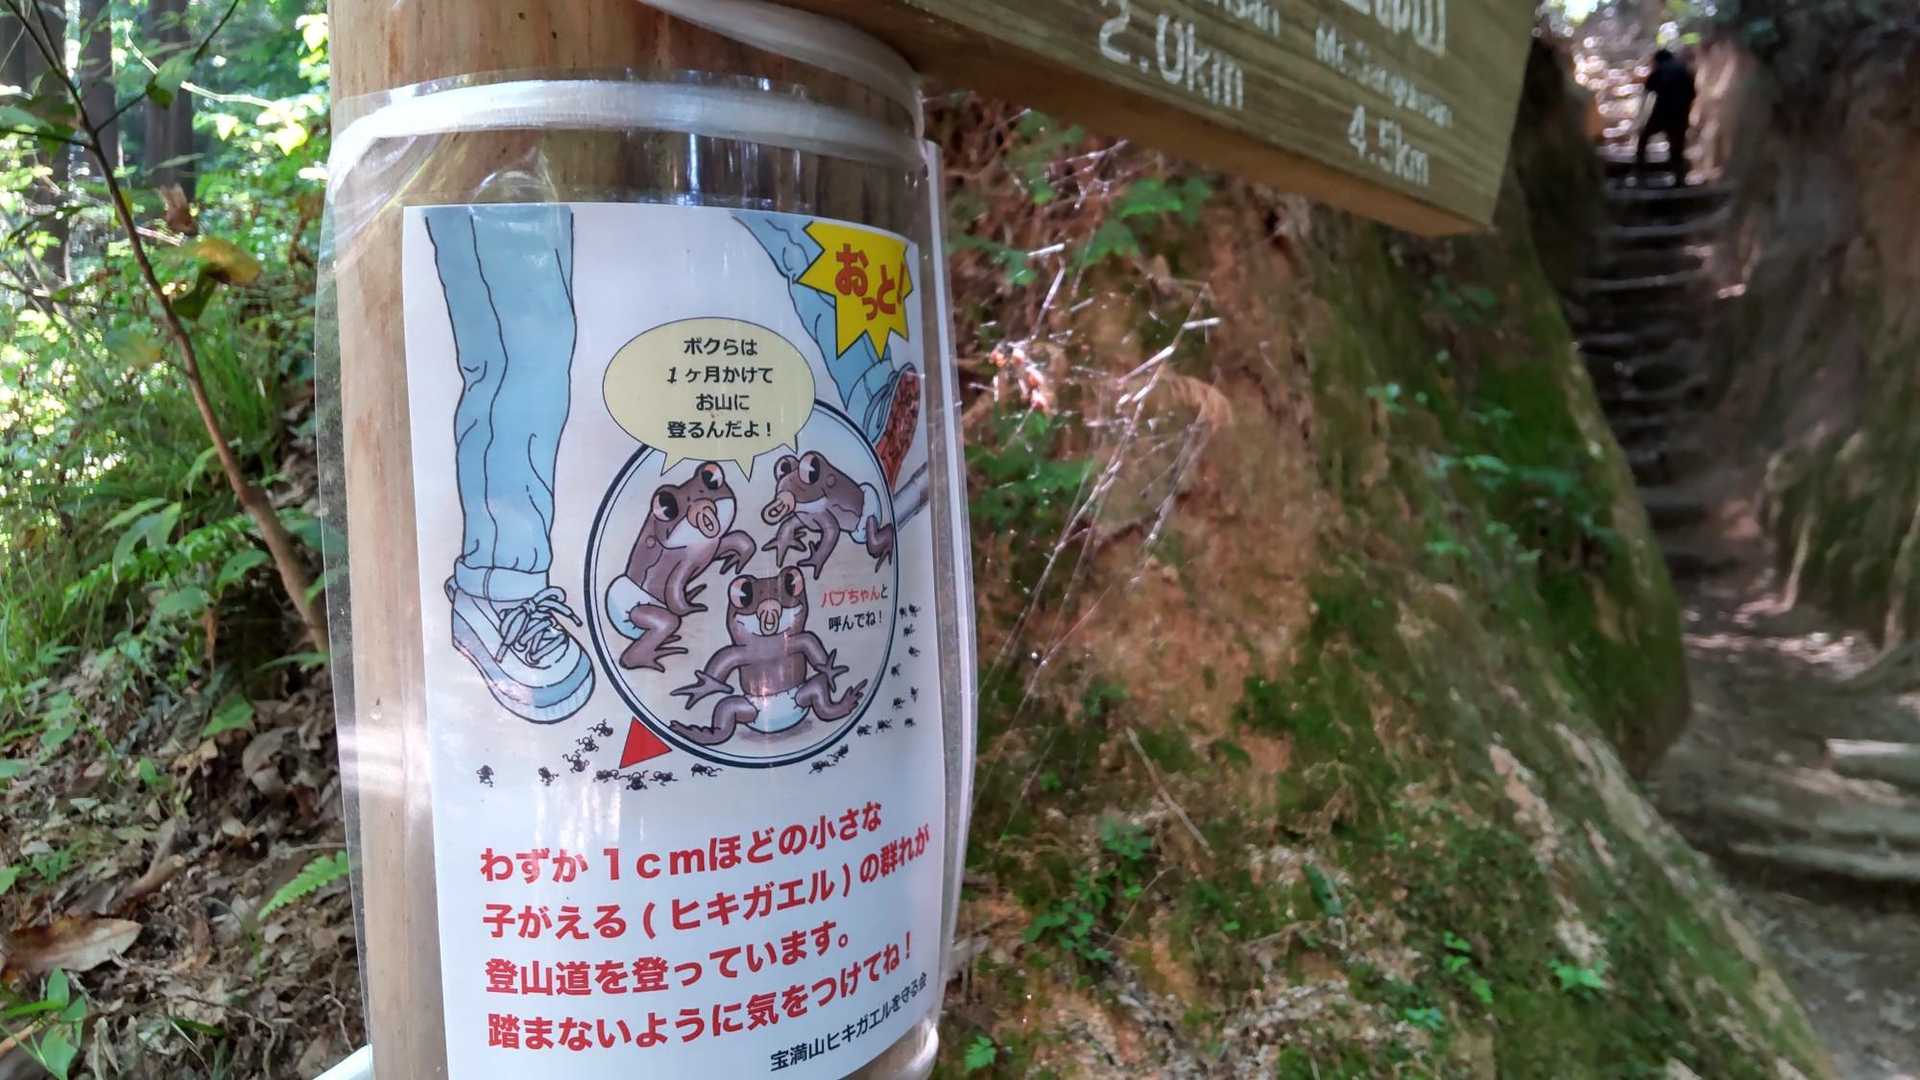 2.0km
4.5km
おっと!
ボクらは
1ヶ月かけて
お山に
登るんだよ!
バブちゃんと
呼んでね!
わずか1cmほどの小さな
子がえる(ヒキガエル)の群れが
登山道を登っています。
踏まないように気をつけてね!
宝満山ヒキガエルを守る会